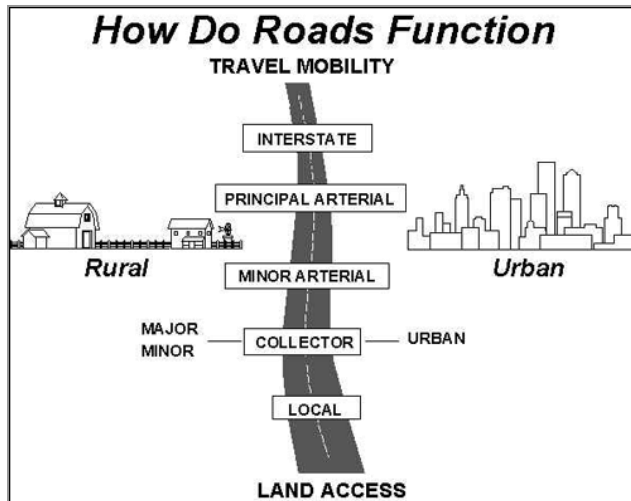 How Do Roads Function
TRAVEL MOBILITY
INTERSTATE
PRINCIPAL ARTERIAL
Rural
Urban
MINOR ARTERIAL
MAJOR
MINOR
COLLECTOR
URBAN
LOCAL
LAND ACCESS